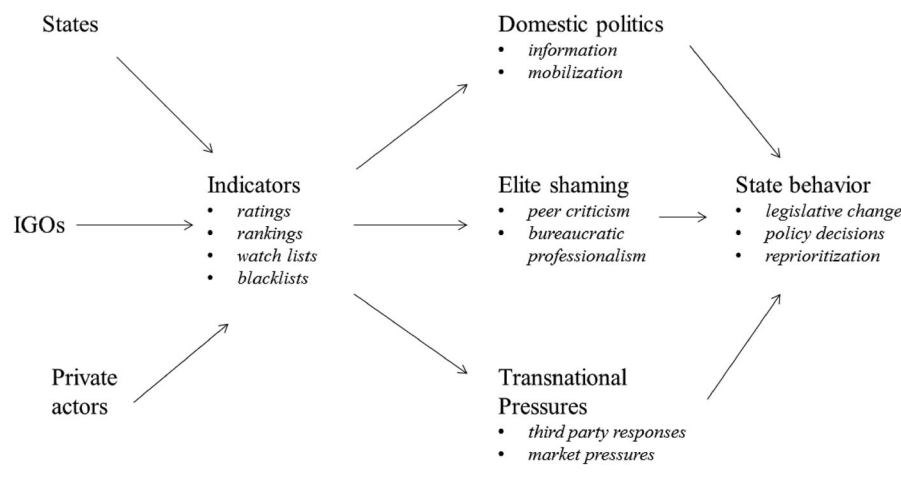 States
IGOs
Private
actors
Indicators
• ratings
• rankings
• watch lists
• blacklists
Domestic politics
• information
• mobilization
Elite shaming
• peer criticism
• bureaucratic
professionalism
Transnational
Pressures
• third party responses
• market pressures
State behavior
• legislative change
• policy decisions
• reprioritization